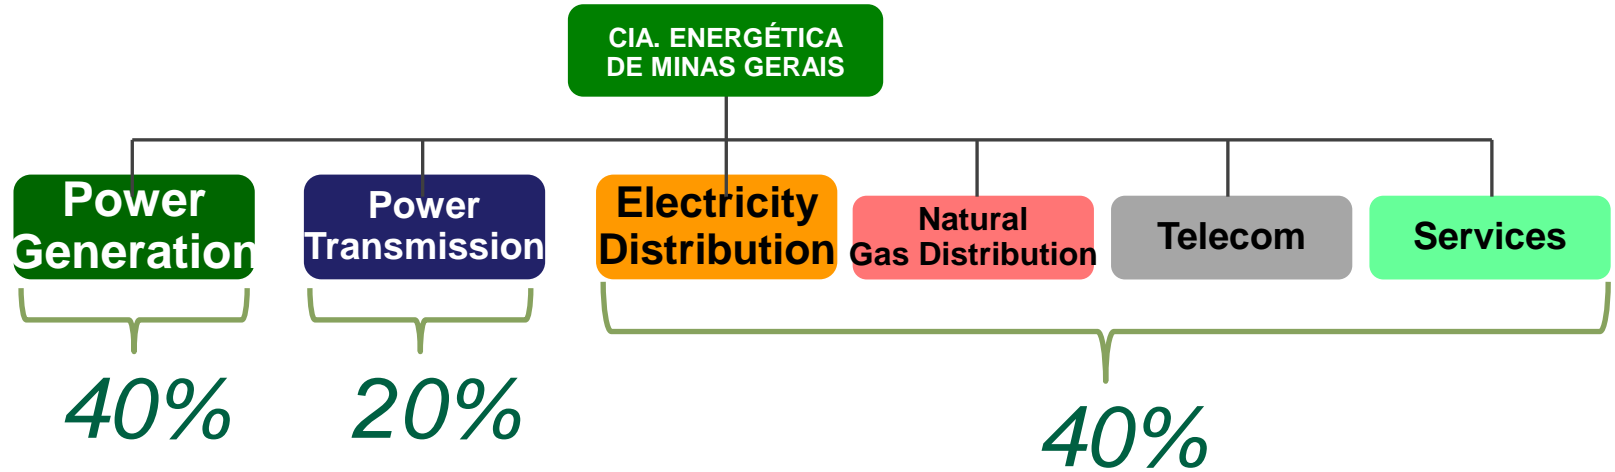 CIA. ENERGÉTICA
DE MINAS GERAIS
Power
Generation
Power
Transmission
Electricity
Distribution
Natural
Gas Distribution
Telecom
Services
40%
20%
40%